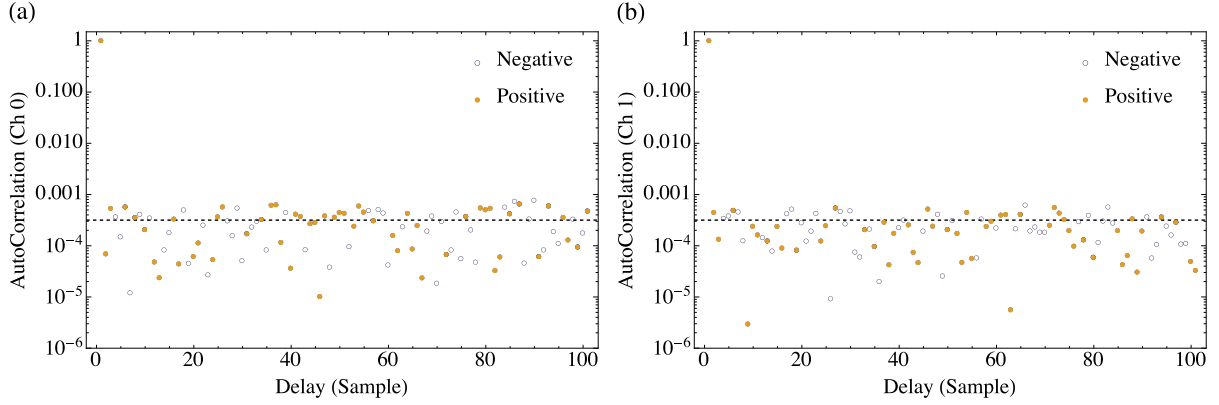 (a)
AutoCorrelation (Ch 0)
1
0.100
0.010
0.001
10⁻⁴
10⁻⁵
10⁻⁶
Negative
Positive
0 20 40 60 80 100
Delay (Sample)
(b)
AutoCorrelation (Ch 1)
1
0.100
0.010
0.001
10⁻⁴
10⁻⁵
10⁻⁶
Negative
Positive
0 20 40 60 80 100
Delay (Sample)